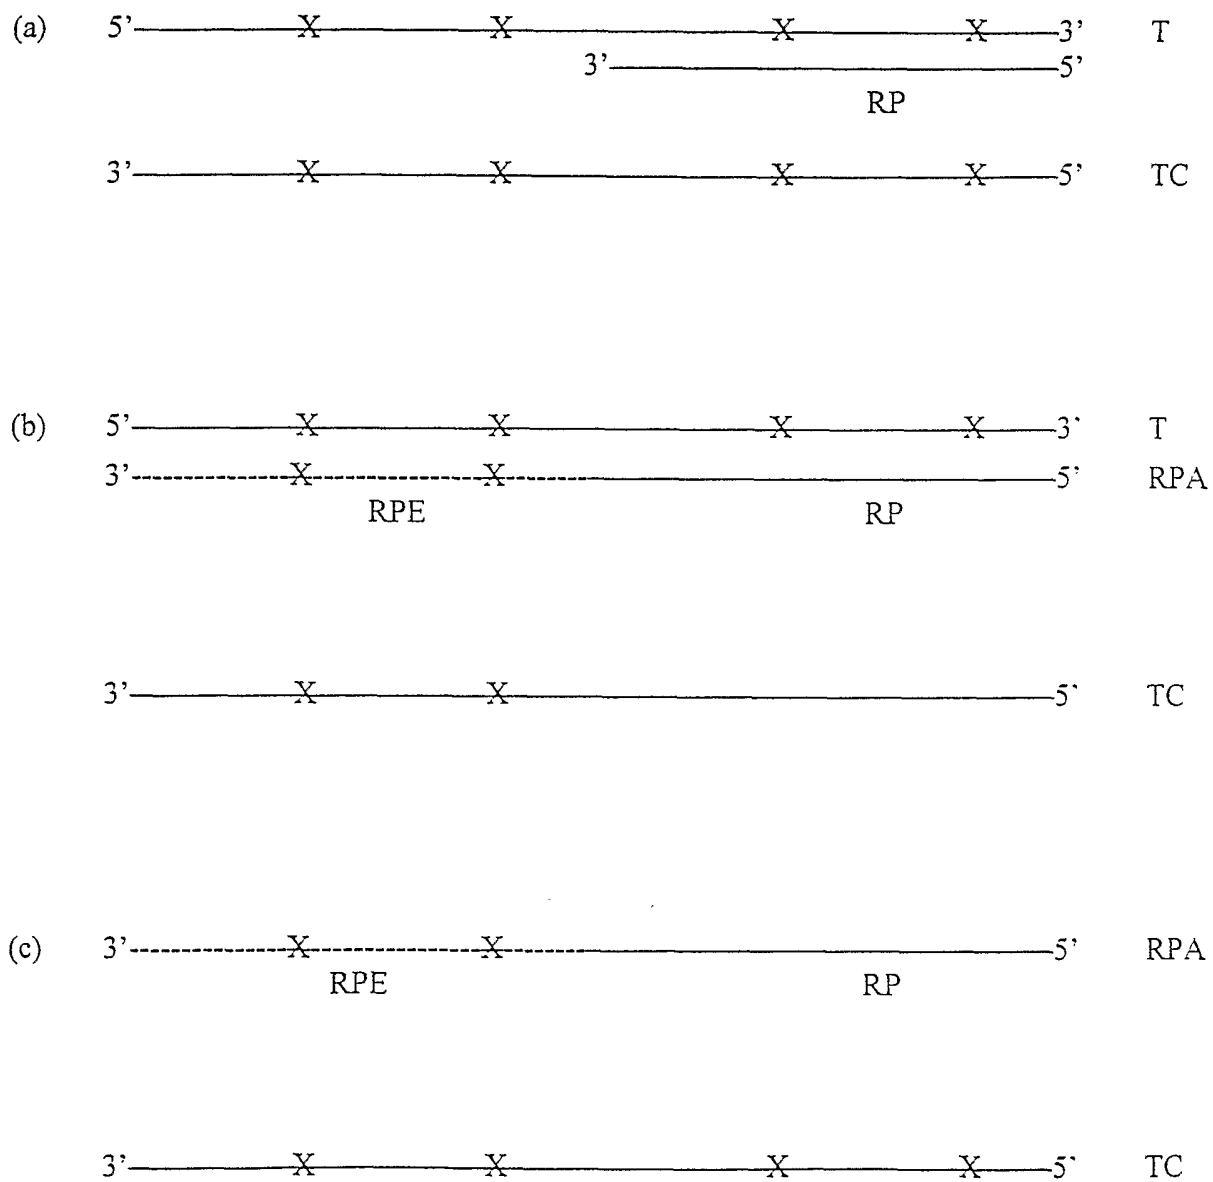 (a) 5’ X X X X 3’ T
3’ 5’
RP
3’ X X X X 5’ TC
(b) 5’ X X X X 3’ T
3’ X X 5’ RPA
RPE RP
3’ X X 5’ TC
(c) 3’ X X 5’ RPA
RPE RP
3’ X X X X 5’ TC